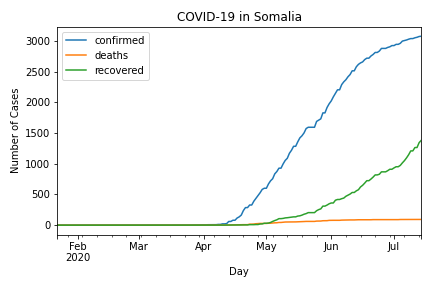 COVID-19 in Somalia
confirmed
deaths
recovered
Number of Cases
3000
2500
2000
1500
1000
500
0
Feb Mar Apr May Jun Jul
2020
Day